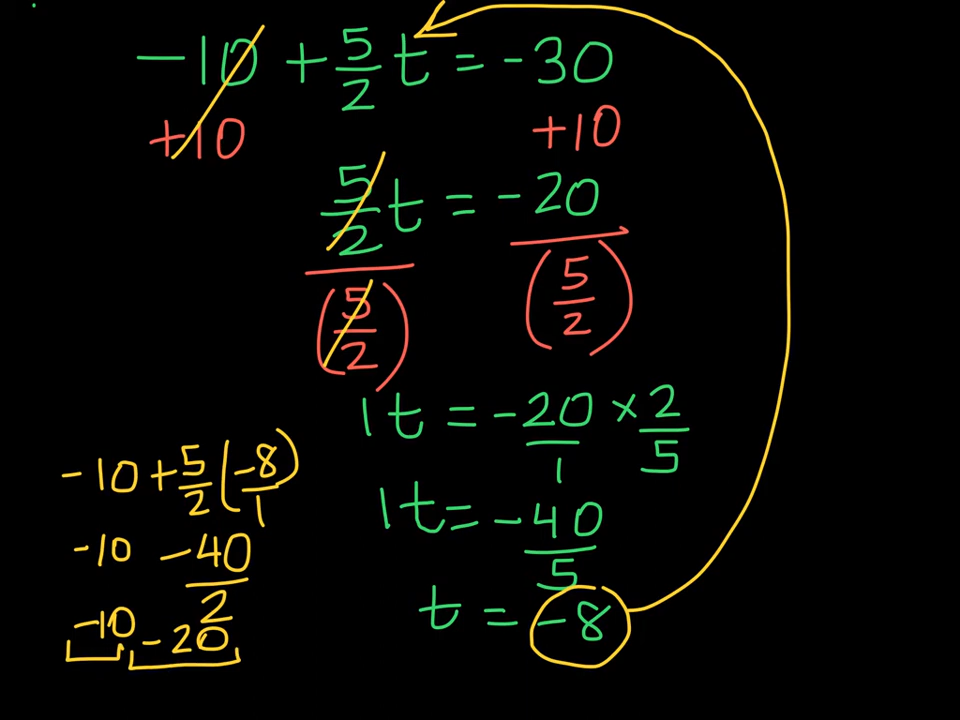 -10 + 5/2 t = -30
+10 +10
5/2 t = -20
(5/2) (5/2)
1t = -20/1 × 2/5
1t = -40/5
t = -8
-10 + 5/2 (-8/1)
-10 -40/2
-10 -20